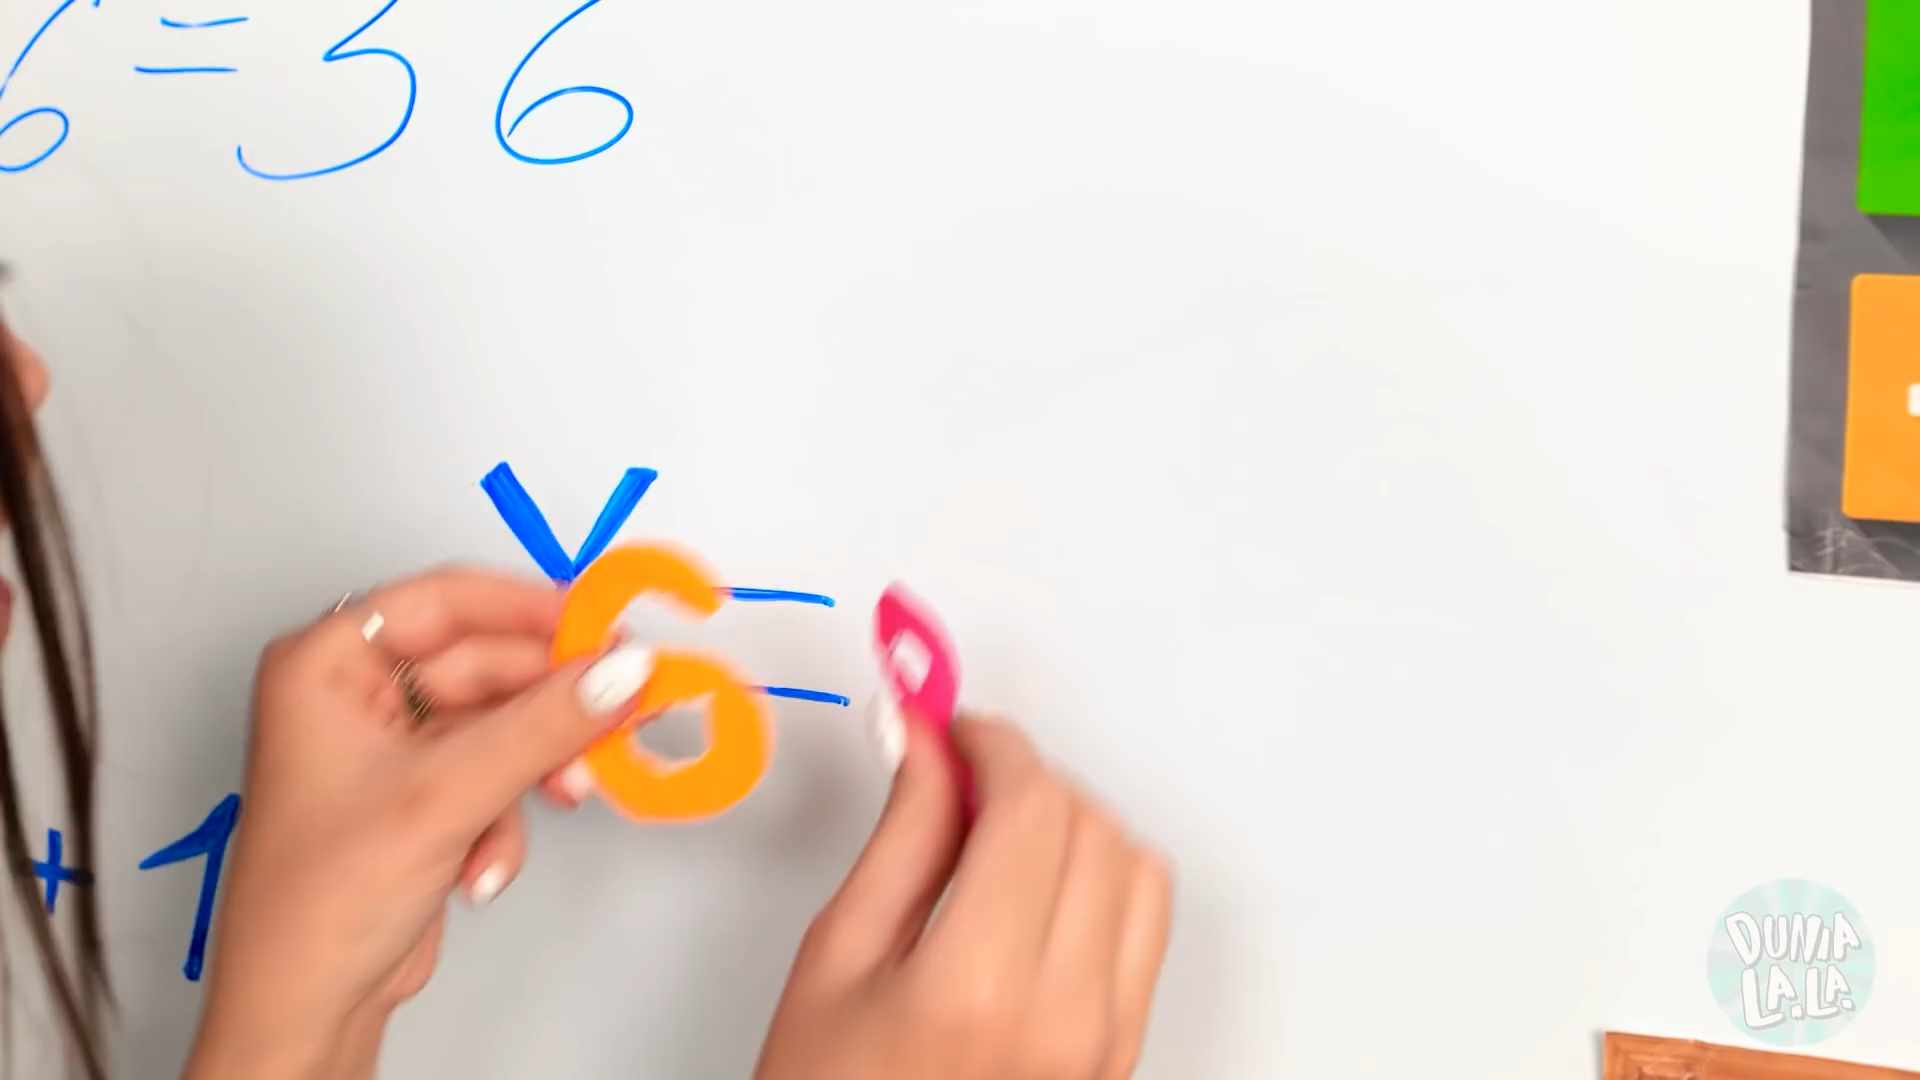 6 = 36
Y =
6
+ 1
DUNIA
LA.LA.